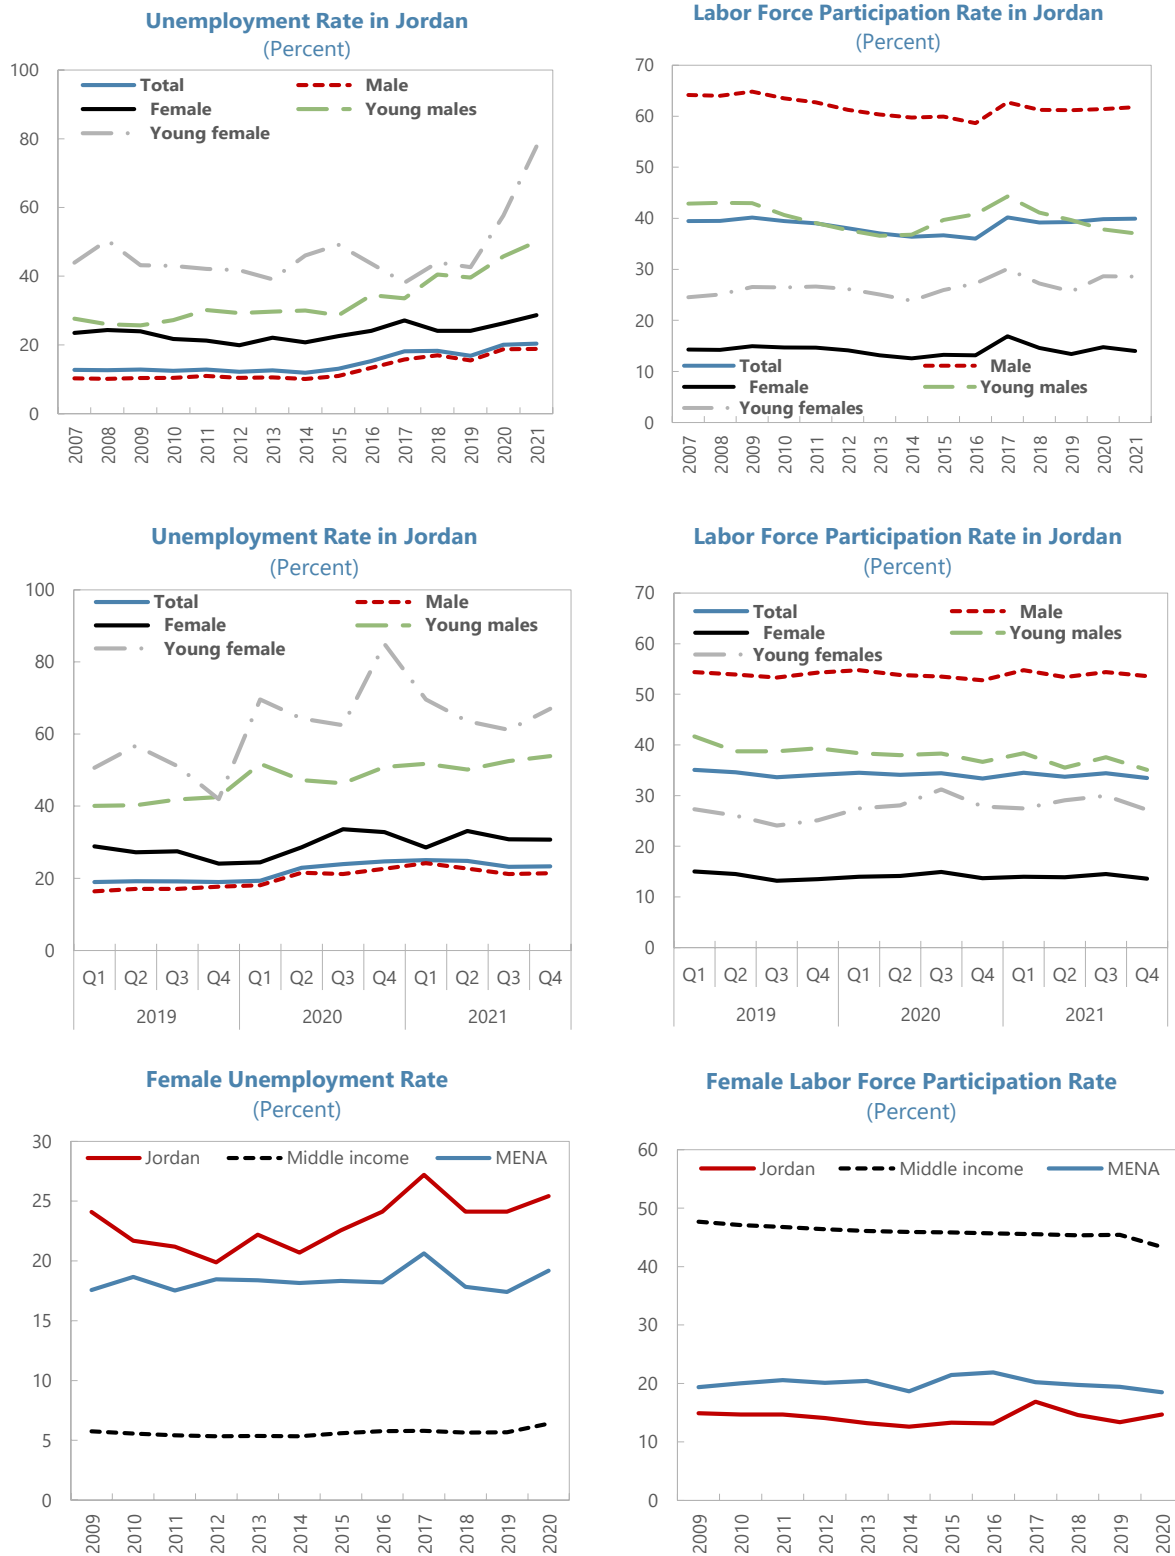 Unemployment Rate in Jordan
(Percent)
100
80
60
40
20
0
Total
Male
Female
Young males
Young female
2007 2008 2009 2010 2011 2012 2013 2014 2015 2016 2017 2018 2019 2020 2021
Labor Force Participation Rate in Jordan
(Percent)
70
60
50
40
30
20
10
0
Total
Male
Female
Young males
Young females
2007 2008 2009 2010 2011 2012 2013 2014 2015 2016 2017 2018 2019 2020 2021
Unemployment Rate in Jordan
(Percent)
100
80
60
40
20
0
Total
Male
Female
Young males
Young female
Q1 Q2 Q3 Q4 Q1 Q2 Q3 Q4 Q1 Q2 Q3 Q4
2019 2020 2021
Labor Force Participation Rate in Jordan
(Percent)
70
60
50
40
30
20
10
0
Total
Male
Female
Young males
Young females
Q1 Q2 Q3 Q4 Q1 Q2 Q3 Q4 Q1 Q2 Q3 Q4
2019 2020 2021
Female Unemployment Rate
(Percent)
30
25
20
15
10
5
0
Jordan
Middle income
MENA
2009 2010 2011 2012 2013 2014 2015 2016 2017 2018 2019 2020
Female Labor Force Participation Rate
(Percent)
60
50
40
30
20
10
0
Jordan
Middle income
MENA
2009 2010 2011 2012 2013 2014 2015 2016 2017 2018 2019 2020